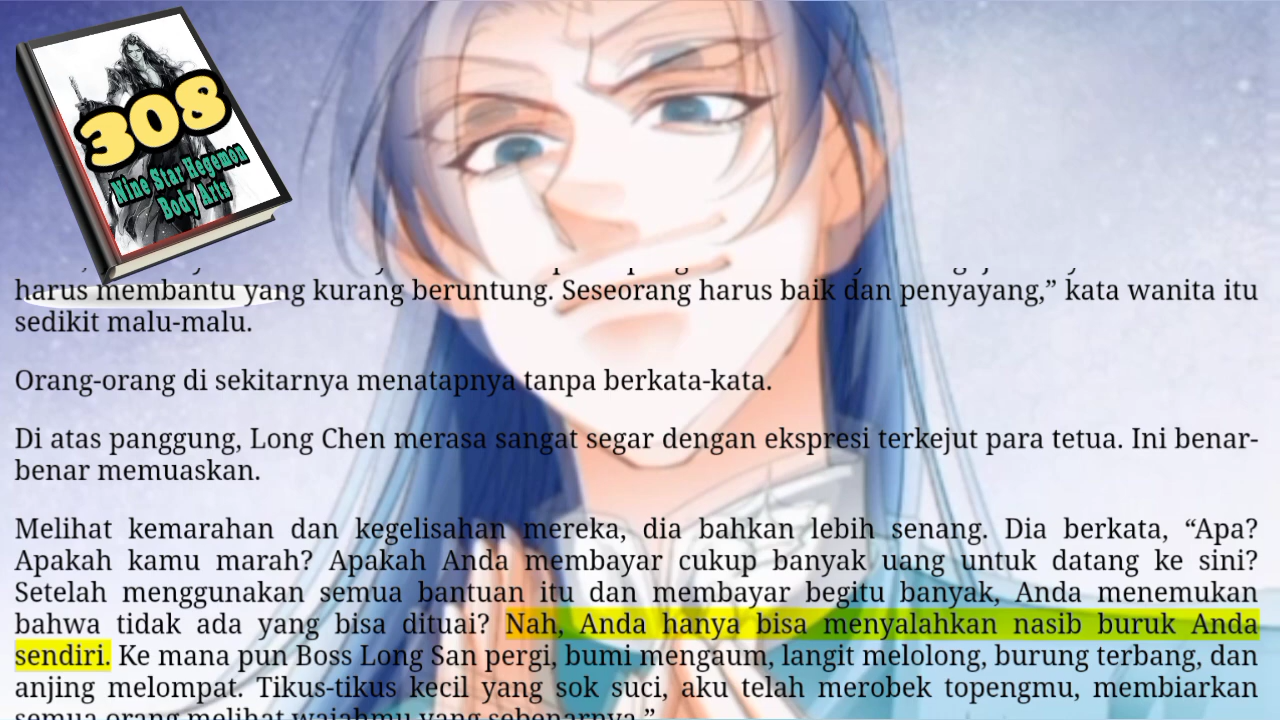 308
Nine Star Hegemon
Body Arts
harus membantu yang kurang beruntung. Seseorang harus baik dan penyayang,” kata wanita itu
sedikit malu-malu.
Orang-orang di sekitarnya menatapnya tanpa berkata-kata.
Di atas panggung, Long Chen merasa sangat segar dengan ekspresi terkejut para tetua. Ini benar-
benar memuaskan.
Melihat kemarahan dan kegelisahan mereka, dia bahkan lebih senang. Dia berkata, “Apa?
Apakah kamu marah? Apakah Anda membayar cukup banyak uang untuk datang ke sini?
Setelah menggunakan semua bantuan itu dan membayar begitu banyak, Anda menemukan
bahwa tidak ada yang bisa dituai? Nah, Anda hanya bisa menyalahkan nasib buruk Anda
sendiri. Ke mana pun Boss Long San pergi, bumi mengaum, langit melolong, burung terbang, dan
anjing melompat. Tikus-tikus kecil yang sok suci, aku telah merobek topengmu, membiarkan
semua orang melihat wajahmu yang sebenarnya.”